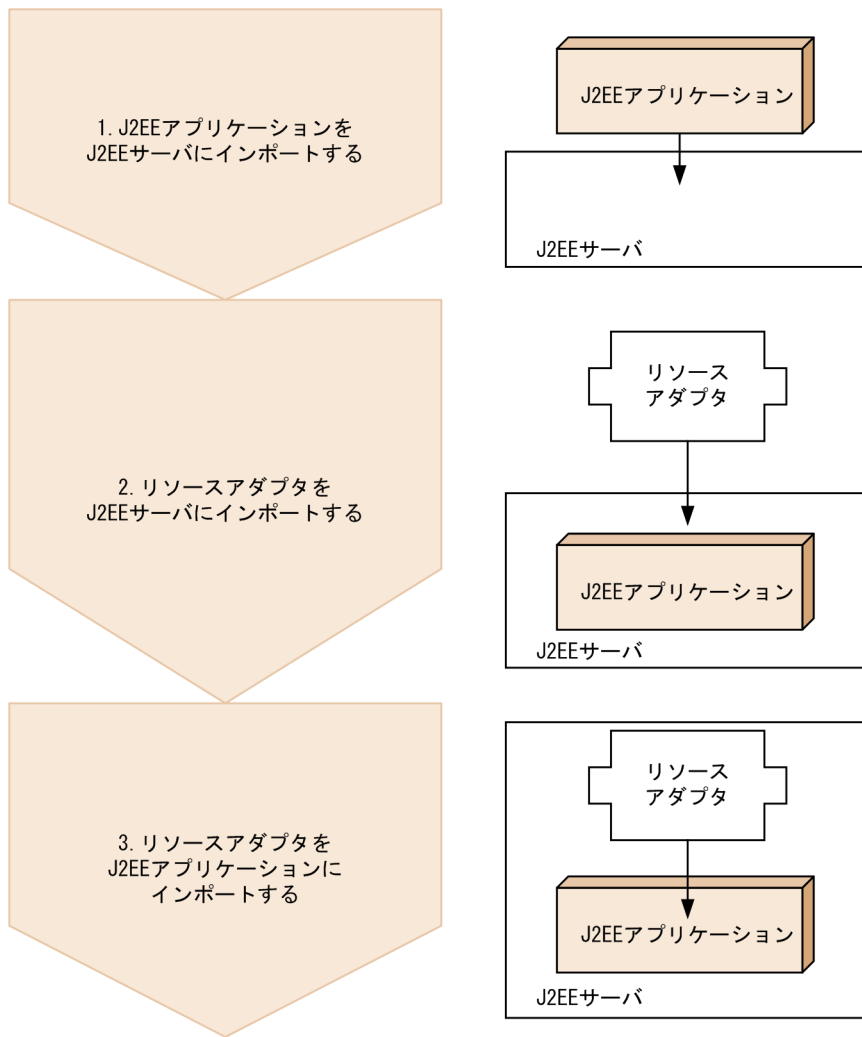 1. J2EEアプリケーションを
J2EEサーバにインポートする
J2EEアプリケーション
J2EEサーバ
2. リソースアダプタを
J2EEサーバにインポートする
リソース
アダプタ
J2EEアプリケーション
J2EEサーバ
3. リソースアダプタを
J2EEアプリケーションに
インポートする
リソース
アダプタ
J2EEアプリケーション
J2EEサーバ